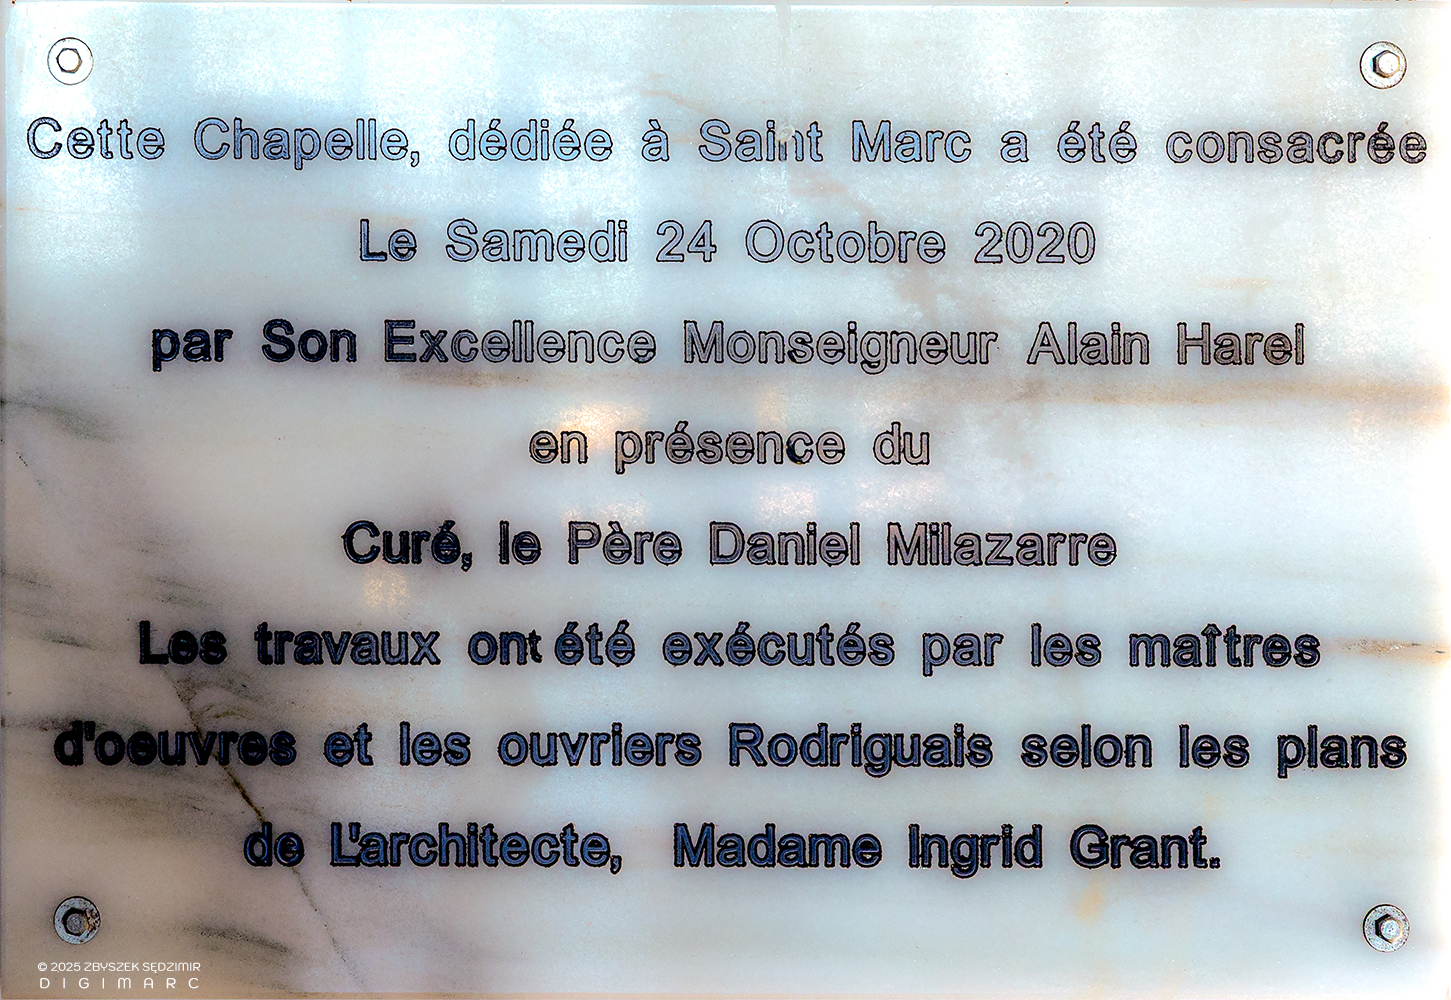 Cette Chapelle, dédiée à Saint Marc a été consacrée
Le Samedi 24 Octobre 2020
par Son Excellence Monseigneur Alain Harel
en présence du
Curé, le Père Daniel Milazarre
Les travaux ont été exécutés par les maîtres
d'oeuvres et les ouvriers Rodriguais selon les plans
de L'architecte, Madame Ingrid Grant.
© 2025 ZBYSZEK SĘDZIMIR
DIGIMARC